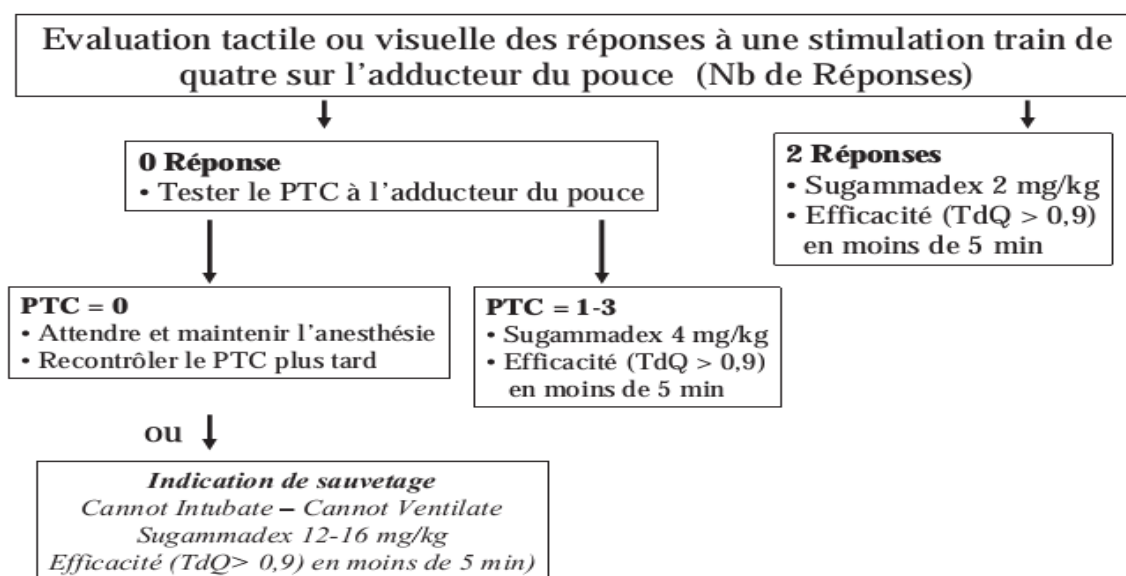 Evaluation tactile ou visuelle des réponses à une stimulation train de
quatre sur l'adducteur du pouce (Nb de Réponses)
0 Réponse
• Tester le PTC à l'adducteur du pouce
2 Réponses
• Sugammadex 2 mg/kg
• Efficacité (TdQ > 0,9)
en moins de 5 min
PTC = 0
• Attendre et maintenir l'anesthésie
• Recontrôler le PTC plus tard
PTC = 1-3
• Sugammadex 4 mg/kg
• Efficacité (TdQ > 0,9)
en moins de 5 min
ou
Indication de sauvetage
Cannot Intubate – Cannot Ventilate
Sugammadex 12-16 mg/kg
Efficacité (TdQ> 0,9) en moins de 5 min)